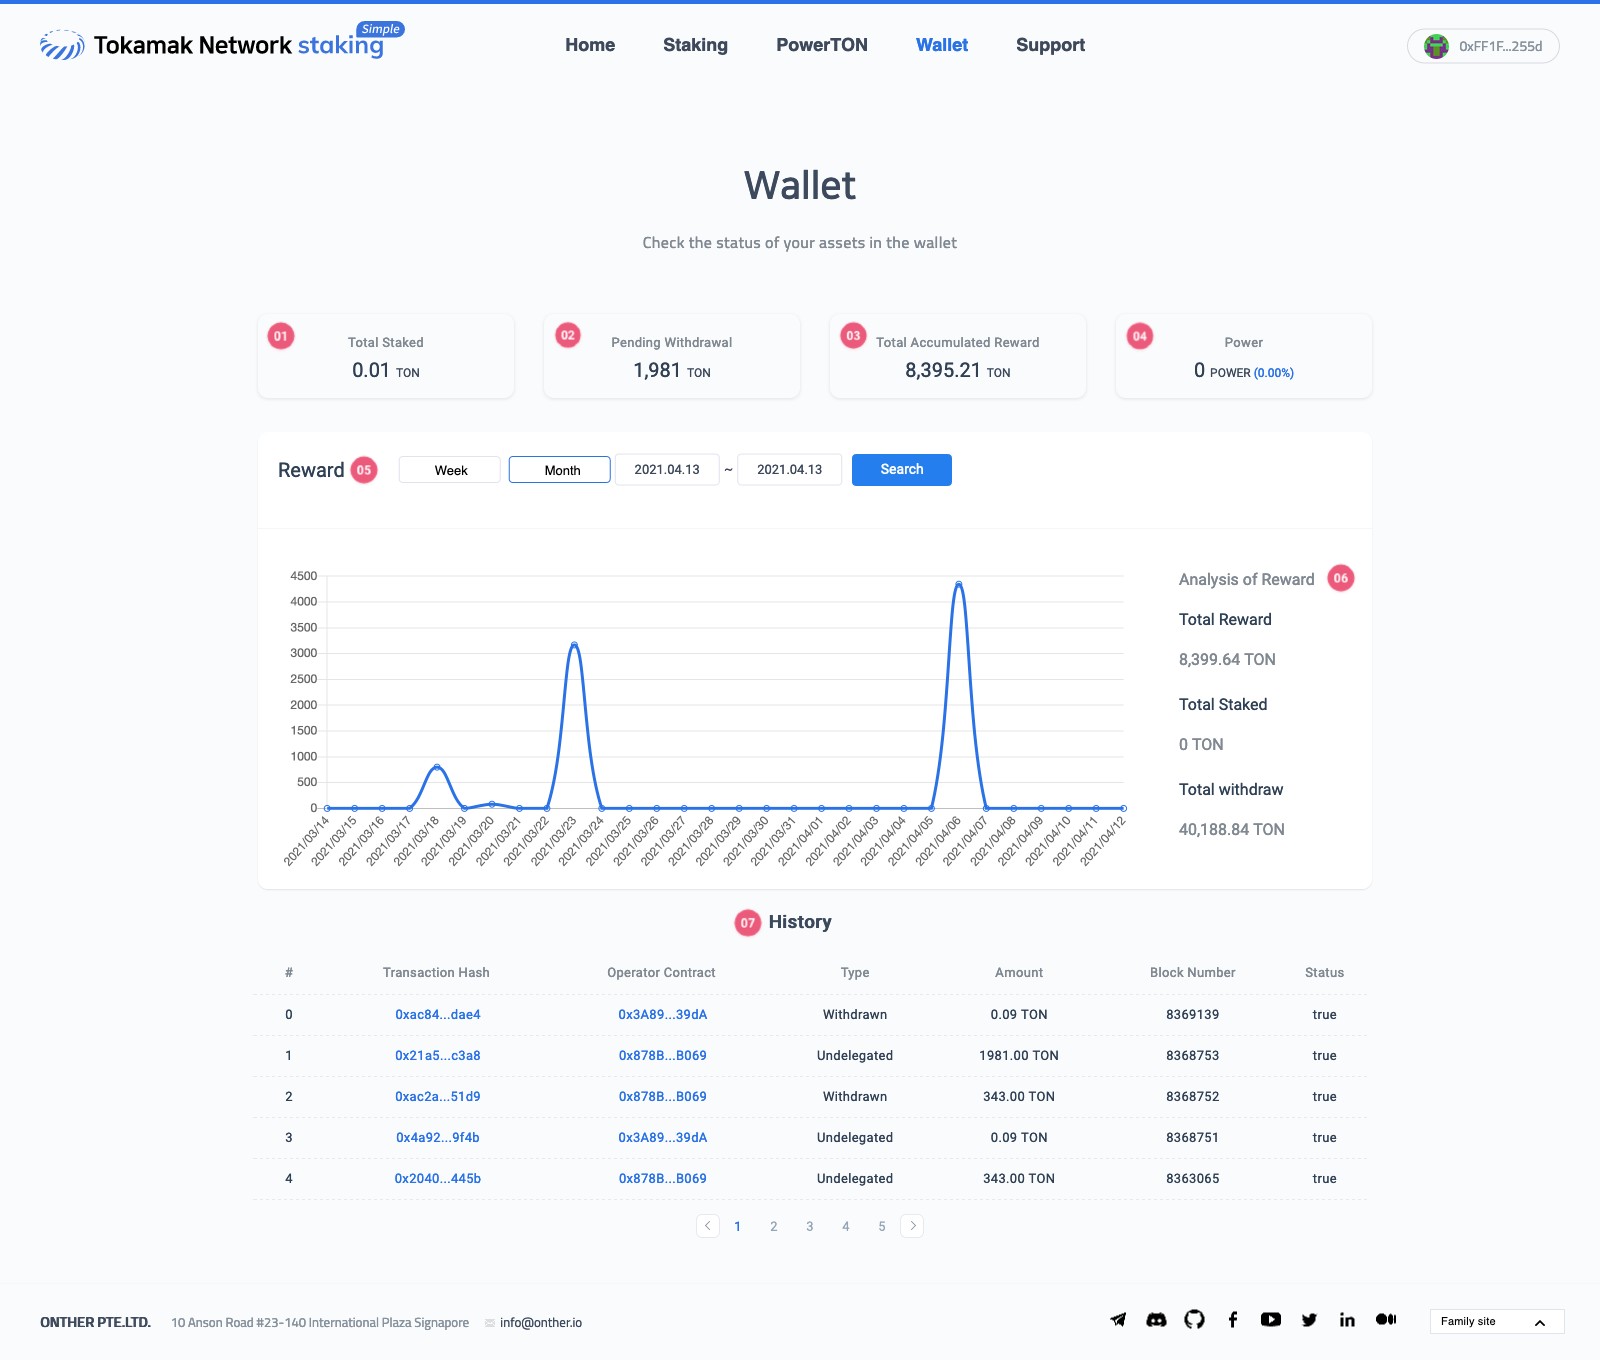 Tokamak Network staking Simple
Home Staking PowerTON Wallet Support
0xFF1F...255d
Wallet
Check the status of your assets in the wallet
01 Total Staked
0.01 TON
02 Pending Withdrawal
1,981 TON
03 Total Accumulated Reward
8,395.21 TON
04 Power
0 POWER (0.00%)
Reward 05 Week Month 2021.04.13 ~ 2021.04.13 Search
4500
4000
3500
3000
2500
2000
1500
1000
500
0
2021/03/14
2021/03/15
2021/03/16
2021/03/17
2021/03/18
2021/03/19
2021/03/20
2021/03/21
2021/03/22
2021/03/23
2021/03/24
2021/03/25
2021/03/26
2021/03/27
2021/03/28
2021/03/29
2021/03/30
2021/03/31
2021/04/01
2021/04/02
2021/04/03
2021/04/04
2021/04/05
2021/04/06
2021/04/07
2021/04/08
2021/04/09
2021/04/10
2021/04/11
2021/04/12
Analysis of Reward 06
Total Reward
8,399.64 TON
Total Staked
0 TON
Total withdraw
40,188.84 TON
07 History
# Transaction Hash Operator Contract Type Amount Block Number Status
0 0xac84...dae4 0x3A89...39dA Withdrawn 0.09 TON 8369139 true
1 0x21a5...c3a8 0x878B...B069 Undelegated 1981.00 TON 8368753 true
2 0xac2a...51d9 0x878B...B069 Withdrawn 343.00 TON 8368752 true
3 0x4a92...9f4b 0x3A89...39dA Undelegated 0.09 TON 8368751 true
4 0x2040...445b 0x878B...B069 Undelegated 343.00 TON 8363065 true
< 1 2 3 4 5 >
ONTHER PTE.LTD. 10 Anson Road #23-140 International Plaza Signapore info@onther.io
Family site